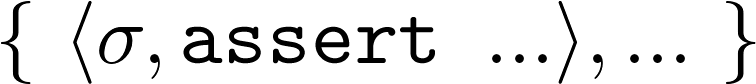 { ⟨σ, assert ...⟩, ... }